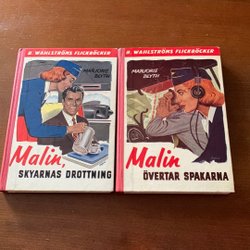 B. WAHLSTRÖMS FLICKBÖCKER
MARJORIE
BLYTH
Malin,
SKYARNAS DROTTNING
B. WAHLSTRÖMS FLICKBÖCKER
MARJORIE
BLYTH
Malin
ÖVERTAR SPAKARNA